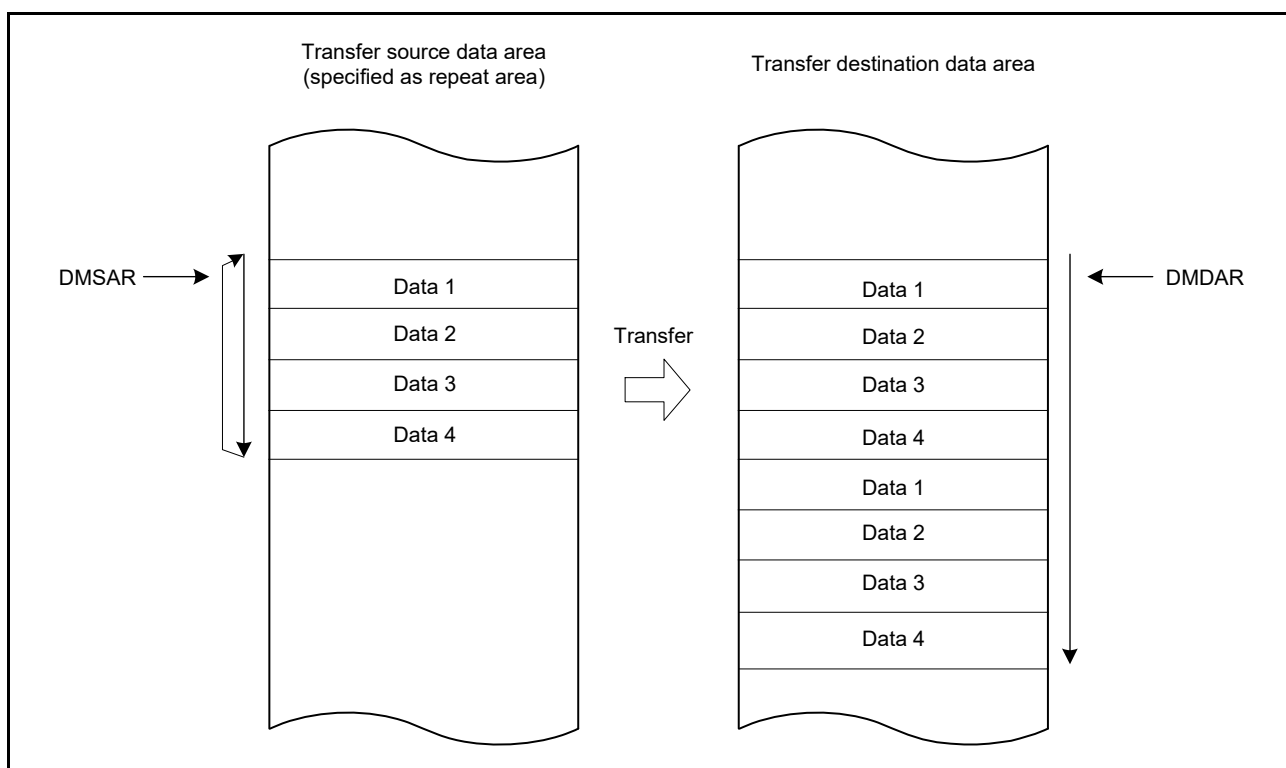 Transfer source data area
(specified as repeat area)
Transfer destination data area
DMSAR
Data 1
Data 2
Data 3
Data 4
Transfer
Data 1
Data 2
Data 3
Data 4
Data 1
Data 2
Data 3
Data 4
DMDAR